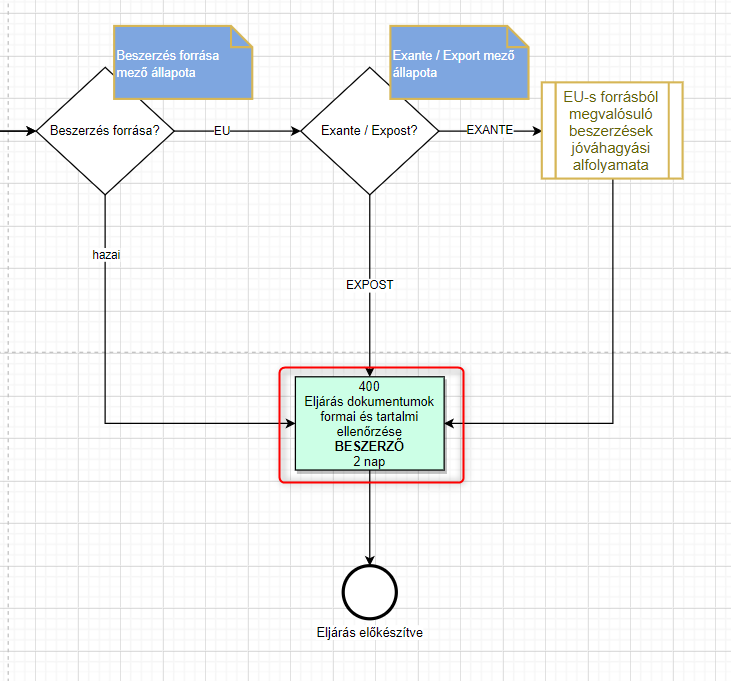 Beszerzés forrása
mező állapota
Exante / Export mező
állapota
Beszerzés forrása?
EU
Exante / Expost?
EXANTE
EU-s forrásból
megvalósuló
beszerzések
jóváhagyási
alfolyamata
hazai
EXPOST
400
Eljárás dokumentumok
formai és tartalmi
ellenőrzése
BESZERZŐ
2 nap
Eljárás előkészítve